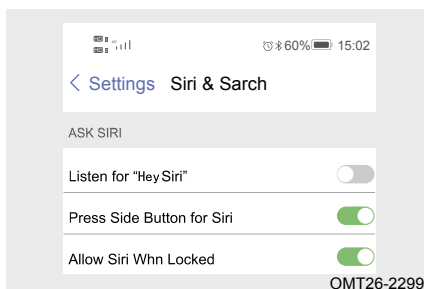 60% 15:02
Settings Siri & Sarch
ASK SIRI
Listen for "Hey Siri"
Press Side Button for Siri
Allow Siri Whn Locked
OMT26-2299